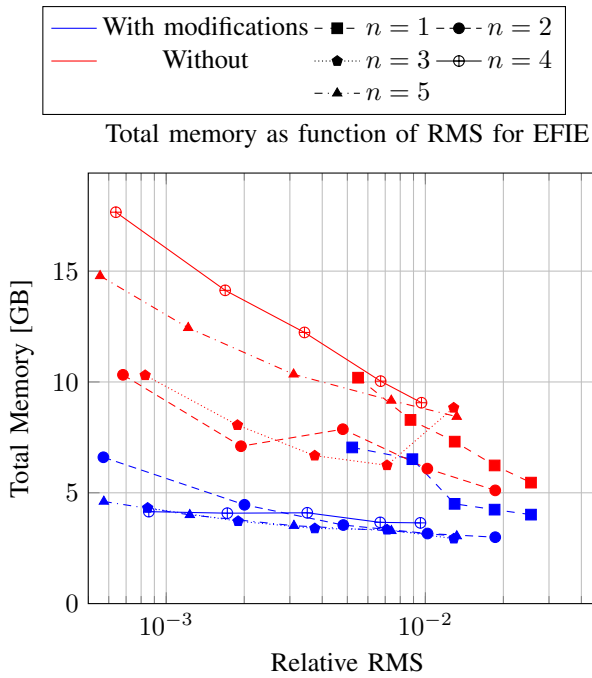 With modifications n = 1 n = 2
Without n = 3 n = 4
n = 5
Total memory as function of RMS for EFIE
Total Memory [GB]
15
10
5
0
10⁻³ 10⁻²
Relative RMS